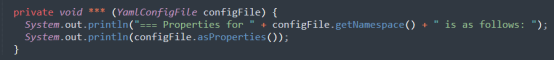 private void *** (YamlConfigFile configFile) {
System.out.println("=== Properties for " + configFile.getNamespace() + " is as follows: ");
System.out.println(configFile.asProperties());
}